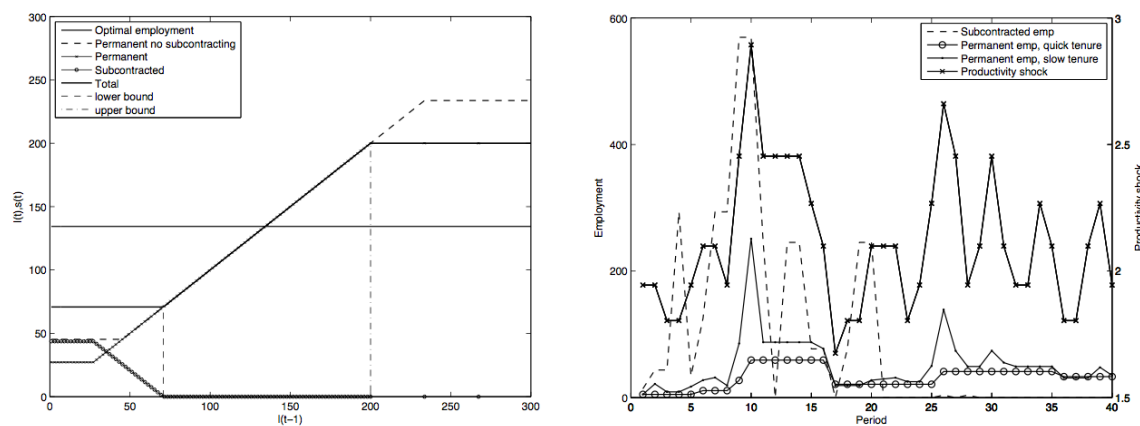 300
250
200
150
100
50
0
l(t),s(t)
Optimal employment
Permanent no subcontracting
Permanent
Subcontracted
Total
lower bound
upper bound
0 50 100 150 200 250 300
l(t−1)
600
400
200
0
Employment
Subcontracted emp
Permanent emp, quick tenure
Permanent emp, slow tenure
Productivity shock
3
2.5
2
1.5
Productivity shock
0 5 10 15 20 25 30 35 40
Period